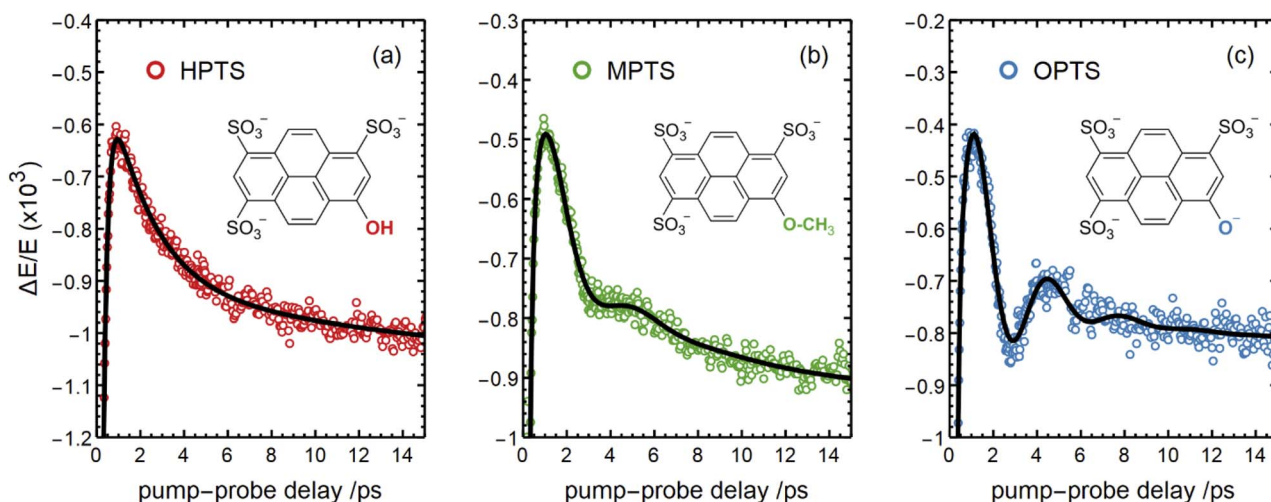 ΔE/E (x10³)
(a)
HPTS
SO₃⁻
SO₃⁻
SO₃⁻
OH
−0.4
−0.5
−0.6
−0.7
−0.8
−0.9
−1
−1.1
−1.2
0 2 4 6 8 10 12 14
pump−probe delay /ps
(b)
MPTS
SO₃⁻
SO₃⁻
SO₃⁻
O-CH₃
−0.3
−0.4
−0.5
−0.6
−0.7
−0.8
−0.9
−1
0 2 4 6 8 10 12 14
pump−probe delay /ps
(c)
OPTS
SO₃⁻
SO₃⁻
SO₃⁻
O⁻
−0.2
−0.3
−0.4
−0.5
−0.6
−0.7
−0.8
−0.9
−1
0 2 4 6 8 10 12 14
pump−probe delay /ps